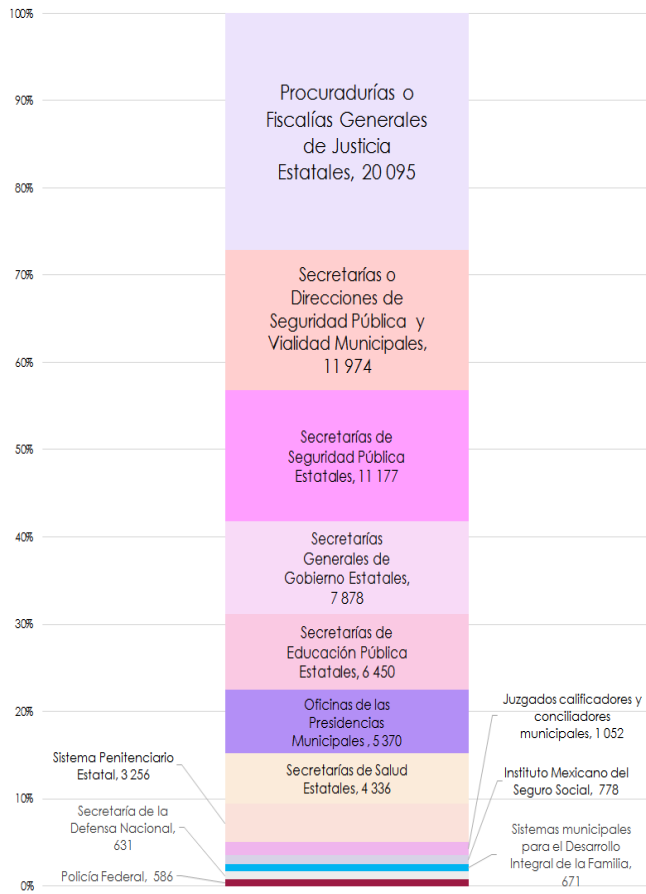 100%
90%
80%
70%
60%
50%
40%
30%
20%
10%
0%
Procuradurías o
Fiscalías Generales
de Justicia
Estatales, 20 095
Secretarías o
Direcciones de
Seguridad Pública y
Vialidad Municipales,
11 974
Secretarías de
Seguridad Pública
Estatales, 11 177
Secretarías
Generales de
Gobierno Estatales,
7 878
Secretarías de
Educación Pública
Estatales, 6 450
Oficinas de las
Presidencias
Municipales , 5 370
Secretarías de Salud
Estatales, 4 336
Sistema Penitenciario
Estatal, 3 256
Secretaría de la
Defensa Nacional,
631
Policía Federal, 586
Juzgados calificadores y
conciliadores
municipales, 1 052
Instituto Mexicano del
Seguro Social, 778
Sistemas municipales
para el Desarrollo
Integral de la Familia,
671